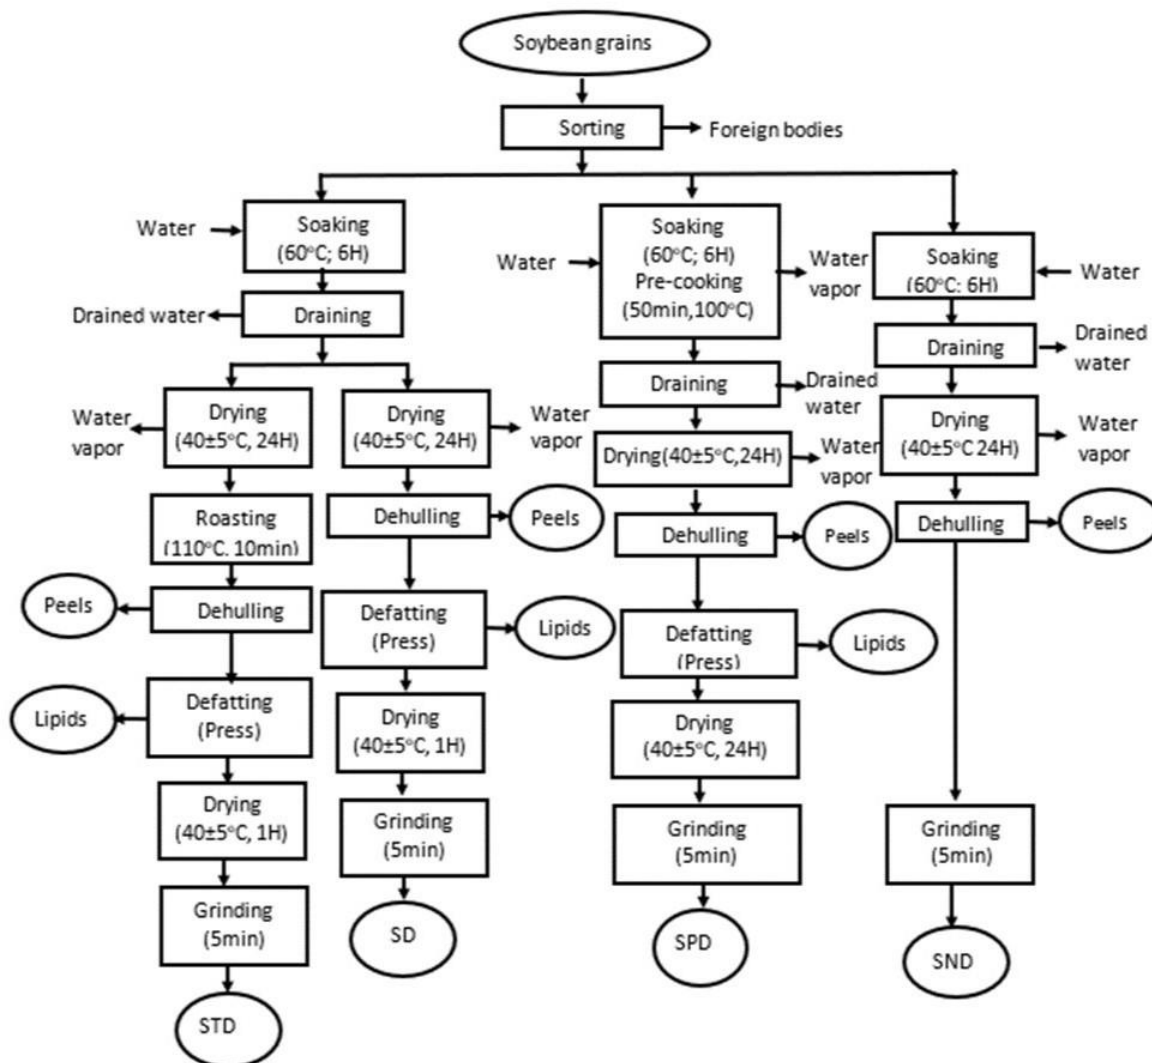 Soybean grains
Sorting
Foreign bodies
Water
Soaking
(60°C; 6H)
Drained water
Draining
Water
vapor
Drying
(40±5°C, 24H)
Roasting
(110°C. 10min)
Peels
Dehulling
Lipids
Defatting
(Press)
Drying
(40±5°C, 1H)
Grinding
(5min)
STD
Drying
(40±5°C, 24H)
Water
vapor
Dehulling
Peels
Defatting
(Press)
Lipids
Drying
(40±5°C, 1H)
Grinding
(5min)
SD
Water
Soaking
(60°C; 6H)
Pre-cooking
(50min,100°C)
Water
vapor
Draining
Drained
water
Drying(40±5°C,24H)
Water
vapor
Dehulling
Peels
Defatting
(Press)
Lipids
Drying
(40±5°C, 24H)
Grinding
(5min)
SPD
Soaking
(60°C: 6H)
Water
Draining
Drained
water
Drying
(40±5°C 24H)
Water
vapor
Dehulling
Peels
Grinding
(5min)
SND